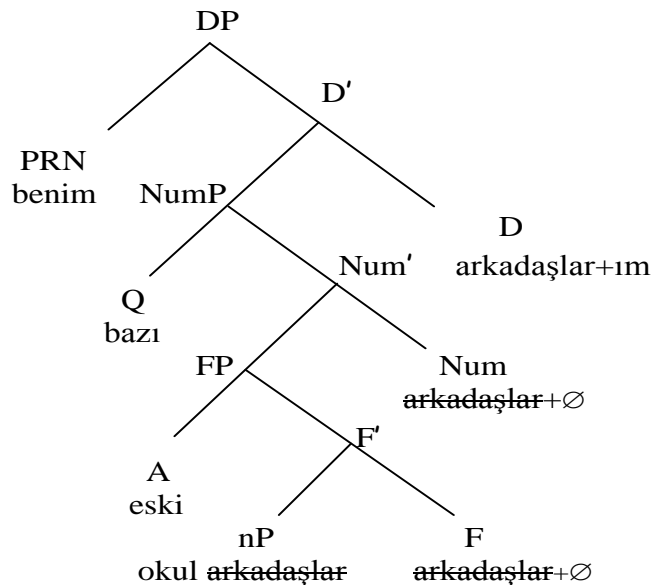 DP
D′
PRN
benim
NumP
D
arkadaşlar+ım
Q
bazı
Num′
FP
Num
arkadaşlar+∅
A
eski
F′
nP
okul arkadaşlar
F
arkadaşlar+∅